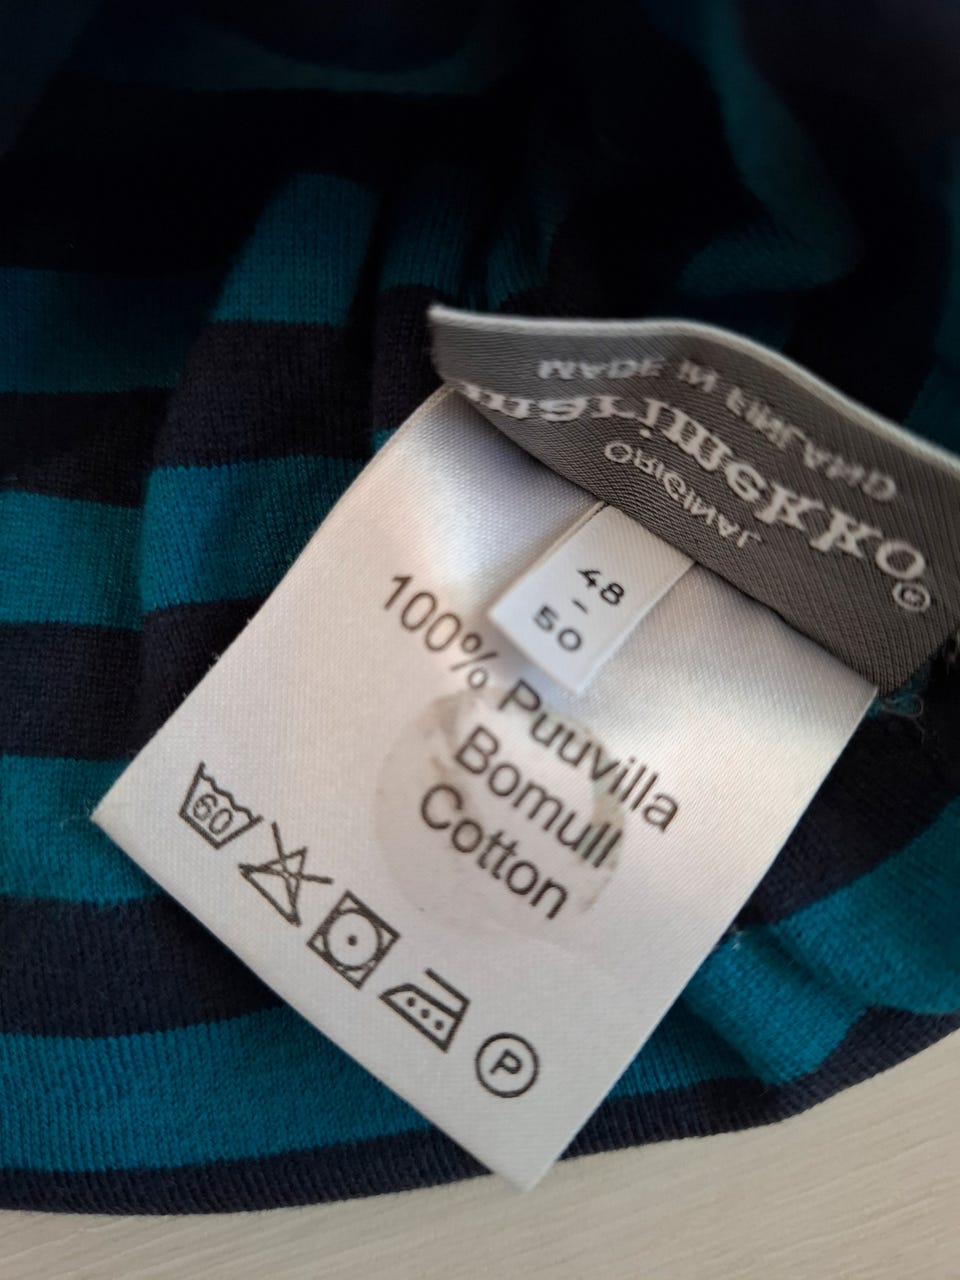 MADE IN FINLAND
marimekko®
ORIGINAL
48
-
50
100% Puuvilla
Bomull
Cotton
60
P